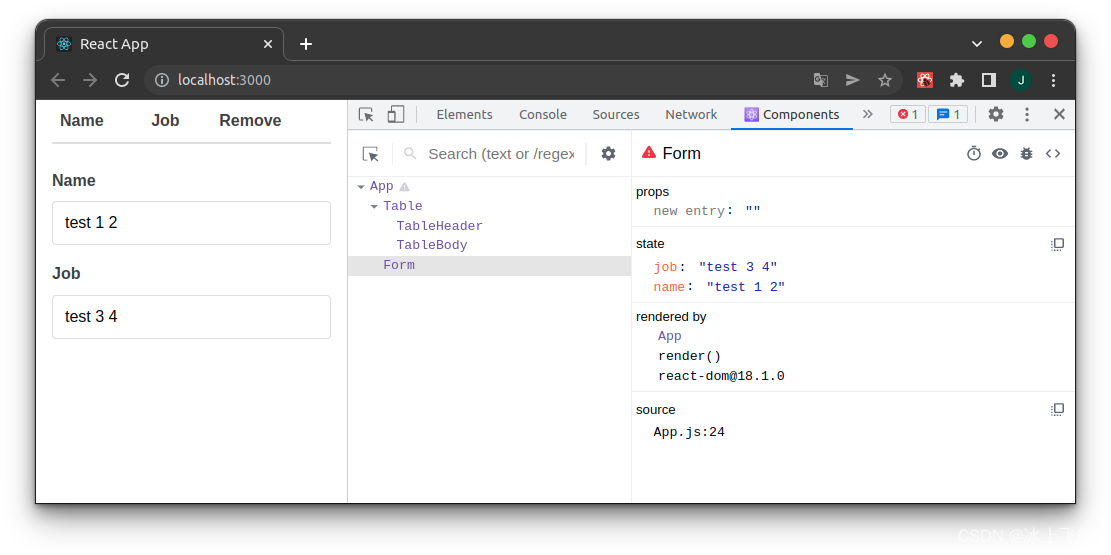 React App
localhost:3000
J
Name Job Remove
Name
test 1 2
Job
test 3 4
Elements Console Sources Network Components 1 1
Search (text or /regex
App
Table
TableHeader
TableBody
Form
Form
props
new entry: ""
state
job: "test 3 4"
name: "test 1 2"
rendered by
App
render()
react-dom@18.1.0
source
App.js:24